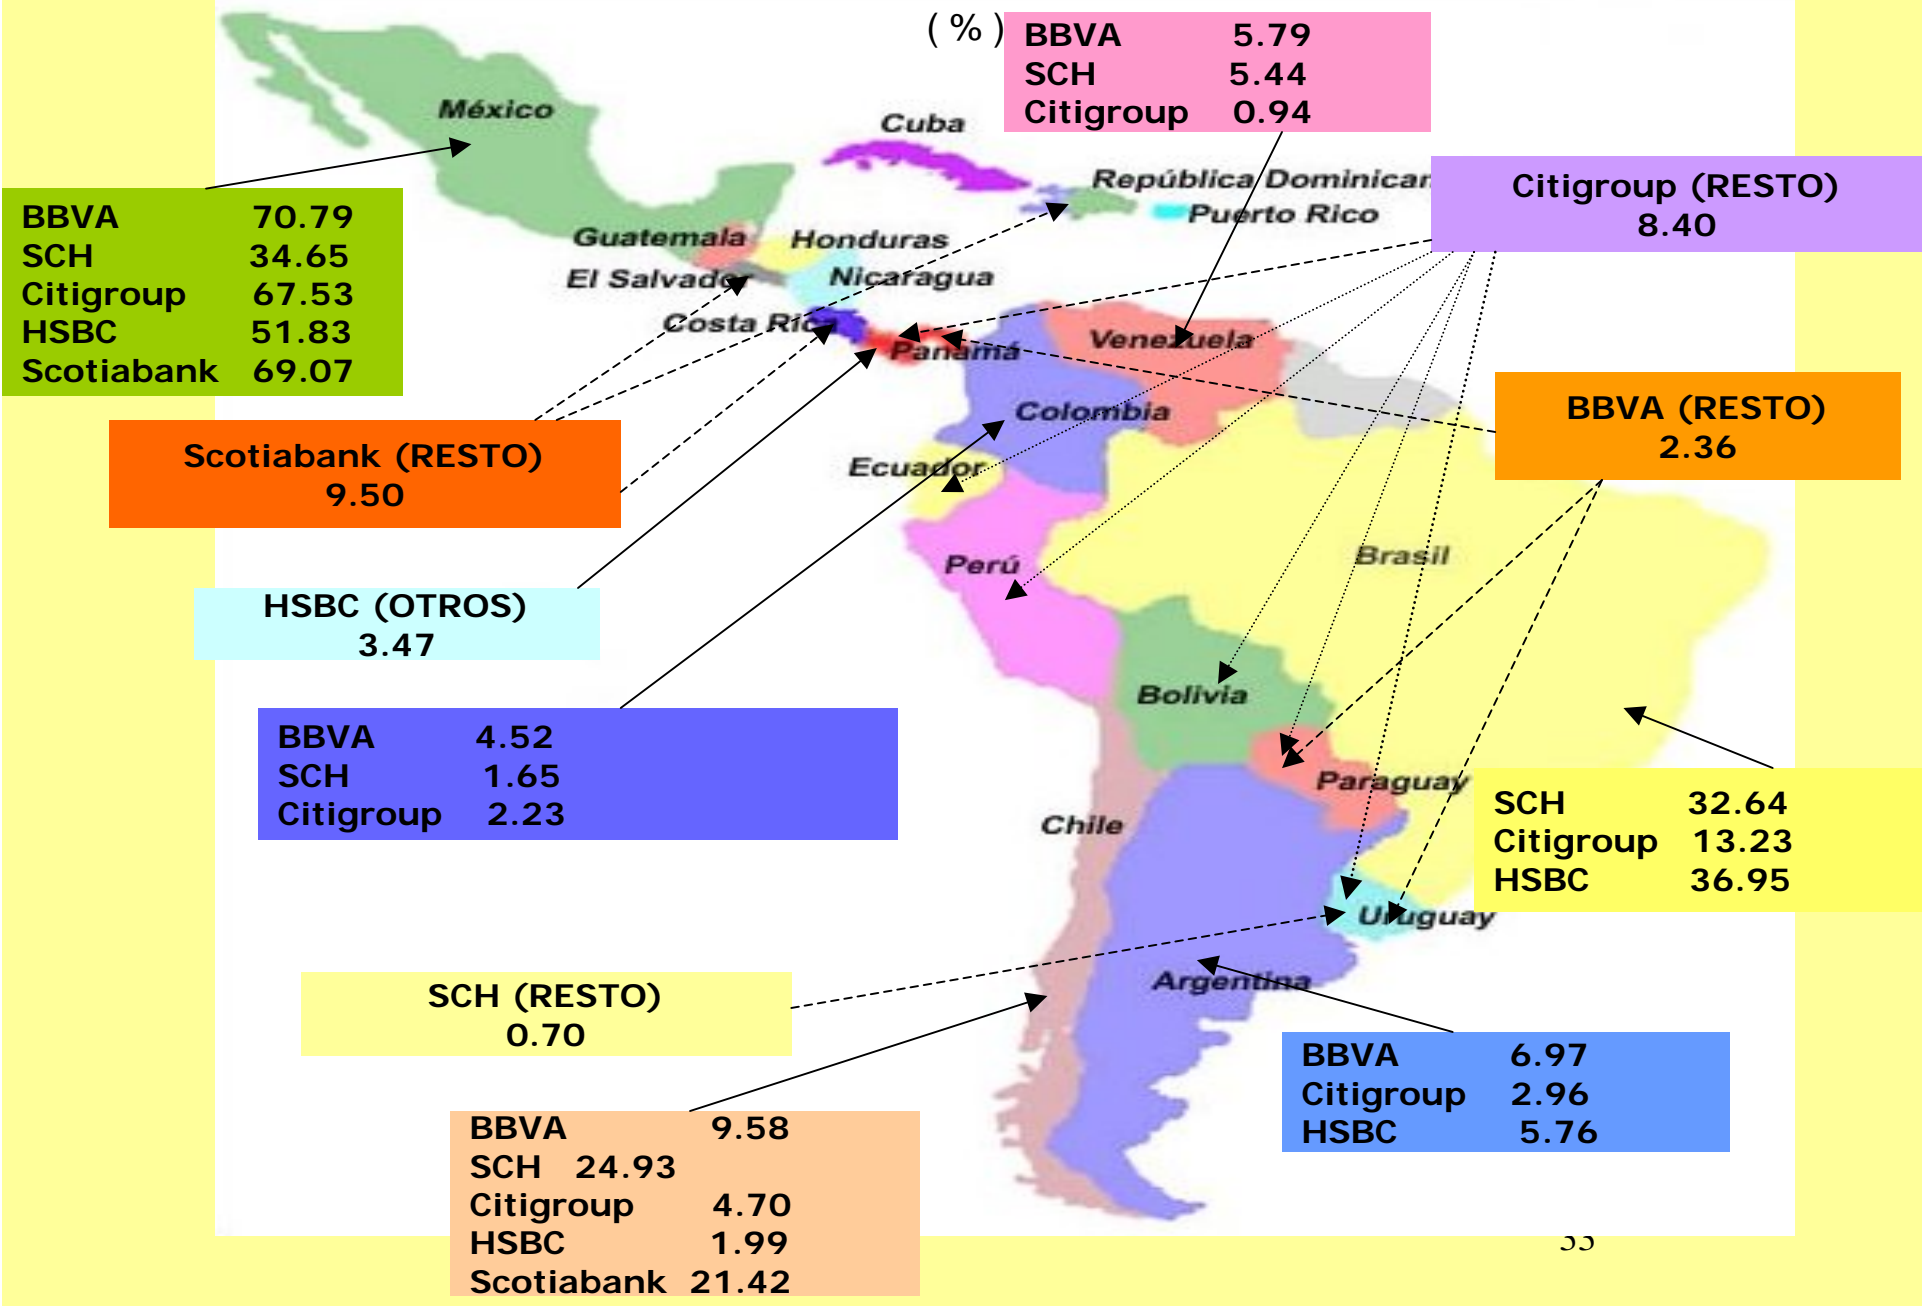 ( % )
BBVA 5.79
SCH 5.44
Citigroup 0.94
México
Cuba
República Dominican
Puerto Rico
Citigroup (RESTO)
8.40
BBVA 70.79
SCH 34.65
Citigroup 67.53
HSBC 51.83
Scotiabank 69.07
Guatemala
Honduras
El Salvador
Nicaragua
Costa Rica
Panamá
Venezuela
Colombia
BBVA (RESTO)
2.36
Scotiabank (RESTO)
9.50
Ecuador
Perú
Brasil
HSBC (OTROS)
3.47
Bolivia
BBVA 4.52
SCH 1.65
Citigroup 2.23
Paraguay
Chile
SCH 32.64
Citigroup 13.23
HSBC 36.95
Uruguay
Argentina
SCH (RESTO)
0.70
BBVA 6.97
Citigroup 2.96
HSBC 5.76
BBVA 9.58
SCH 24.93
Citigroup 4.70
HSBC 1.99
Scotiabank 21.42